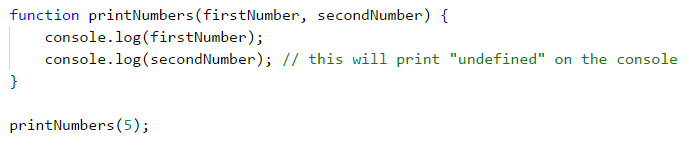 function printNumbers(firstNumber, secondNumber) {
    console.log(firstNumber);
    console.log(secondNumber); // this will print "undefined" on the console
}
printNumbers(5);